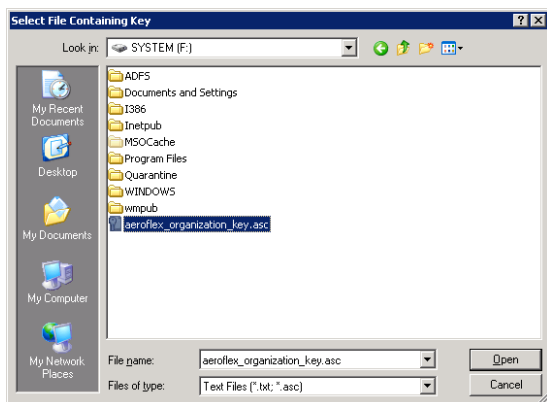 Select File Containing Key
Look in:
SYSTEM (F:)
My Recent
Documents
Desktop
My Documents
My Computer
My Network
Places
ADFS
Documents and Settings
I386
Inetpub
MSOCache
Program Files
Quarantine
WINDOWS
wmpub
aeroflex_organization_key.asc
File name:
aeroflex_organization_key.asc
Open
Files of type:
Text Files (*.txt; *.asc)
Cancel